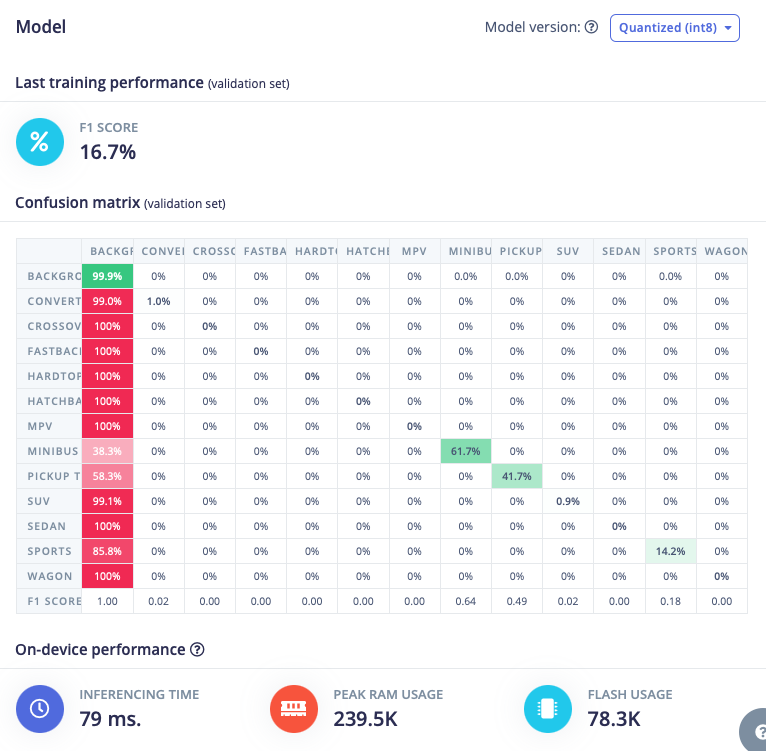 Model
Model version: Quantized (int8)
Last training performance (validation set)
%
F1 SCORE
16.7%
Confusion matrix (validation set)
BACKGR CONVEI CROSSC FASTBA HARDTO HATCHI MPV MINIBU PICKUP SUV SEDAN SPORTS WAGON
BACKGRO 99.9% 0% 0% 0% 0% 0% 0% 0.0% 0.0% 0% 0% 0.0% 0%
CONVERT 99.0% 1.0% 0% 0% 0% 0% 0% 0% 0% 0% 0% 0% 0%
CROSSOV 100% 0% 0% 0% 0% 0% 0% 0% 0% 0% 0% 0% 0%
FASTBACI 100% 0% 0% 0% 0% 0% 0% 0% 0% 0% 0% 0% 0%
HARDTOP 100% 0% 0% 0% 0% 0% 0% 0% 0% 0% 0% 0% 0%
HATCHBA 100% 0% 0% 0% 0% 0% 0% 0% 0% 0% 0% 0% 0%
MPV 100% 0% 0% 0% 0% 0% 0% 0% 0% 0% 0% 0% 0%
MINIBUS 38.3% 0% 0% 0% 0% 0% 0% 61.7% 0% 0% 0% 0% 0%
PICKUP T 58.3% 0% 0% 0% 0% 0% 0% 0% 41.7% 0% 0% 0% 0%
SUV 99.1% 0% 0% 0% 0% 0% 0% 0% 0% 0.9% 0% 0% 0%
SEDAN 100% 0% 0% 0% 0% 0% 0% 0% 0% 0% 0% 0% 0%
SPORTS 85.8% 0% 0% 0% 0% 0% 0% 0% 0% 0% 0% 14.2% 0%
WAGON 100% 0% 0% 0% 0% 0% 0% 0% 0% 0% 0% 0% 0%
F1 SCORE 1.00 0.02 0.00 0.00 0.00 0.00 0.00 0.64 0.49 0.02 0.00 0.18 0.00
On-device performance
INFERENCING TIME PEAK RAM USAGE FLASH USAGE
79 ms. 239.5K 78.3K